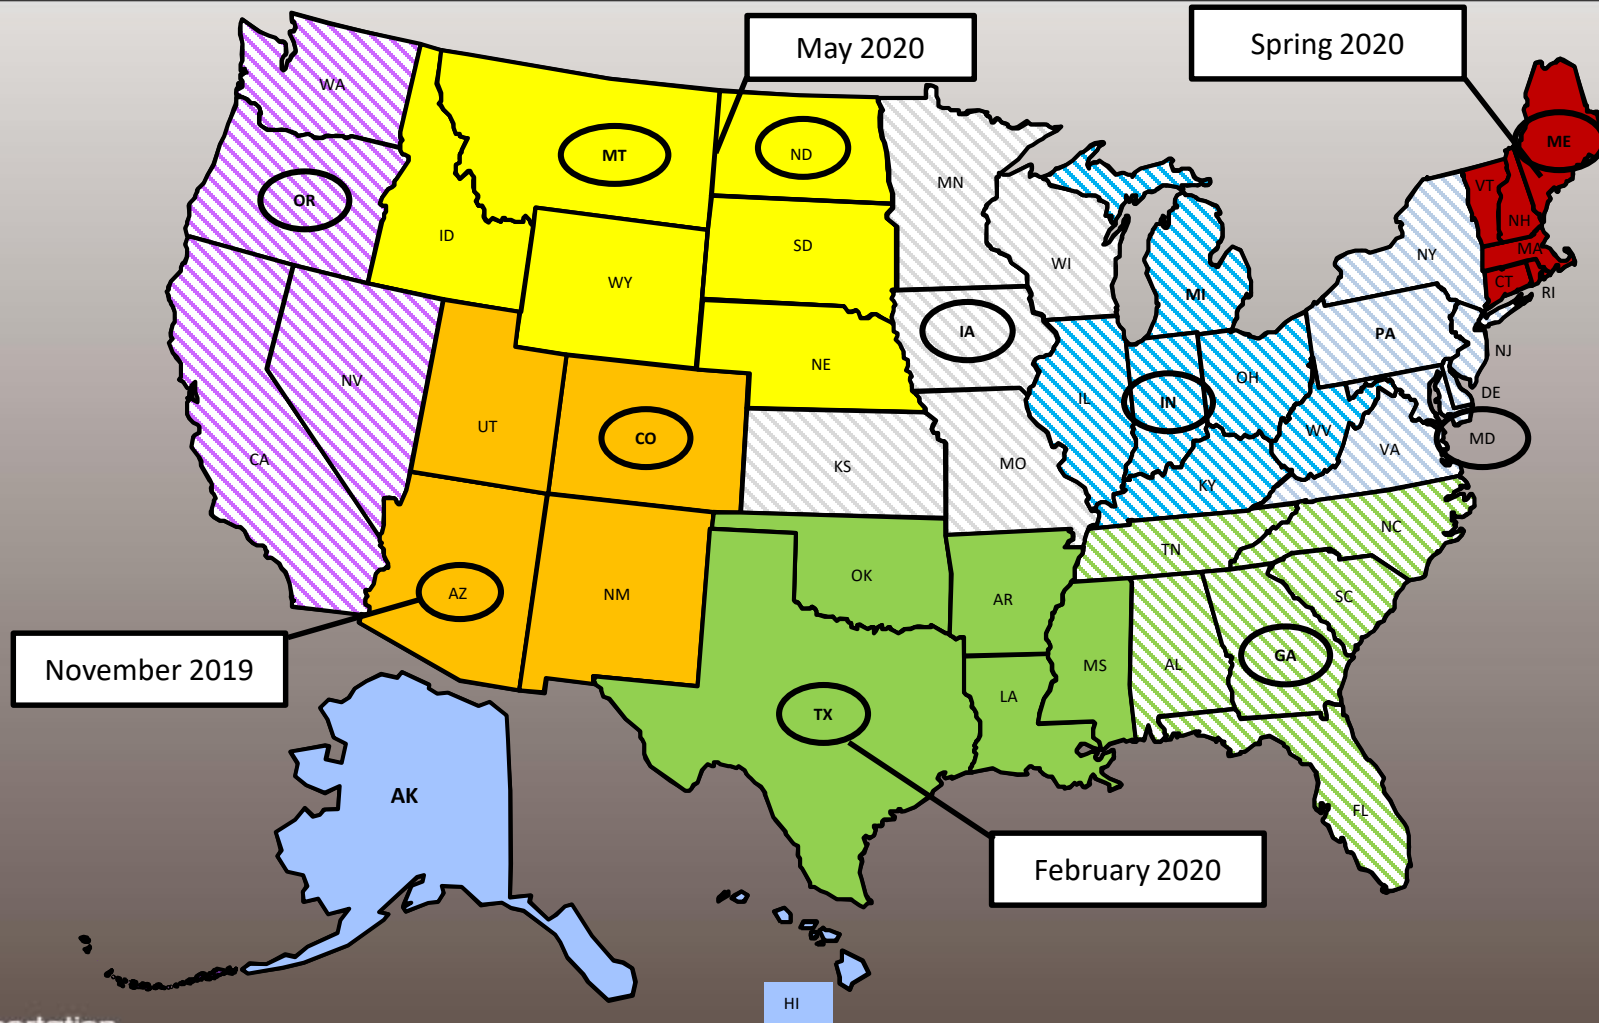 May 2020
Spring 2020
WA
MT
ND
ME
OR
MN
VT
NH
ID
SD
WI
NY
MA
WY
MI
CT
RI
IA
PA
NJ
NE
NV
OH
DE
IL
IN
UT
CO
WV
MD
CA
KS
MO
VA
KY
NC
TN
OK
AZ
NM
AR
SC
November 2019
MS
AL
GA
LA
TX
AK
FL
February 2020
HI